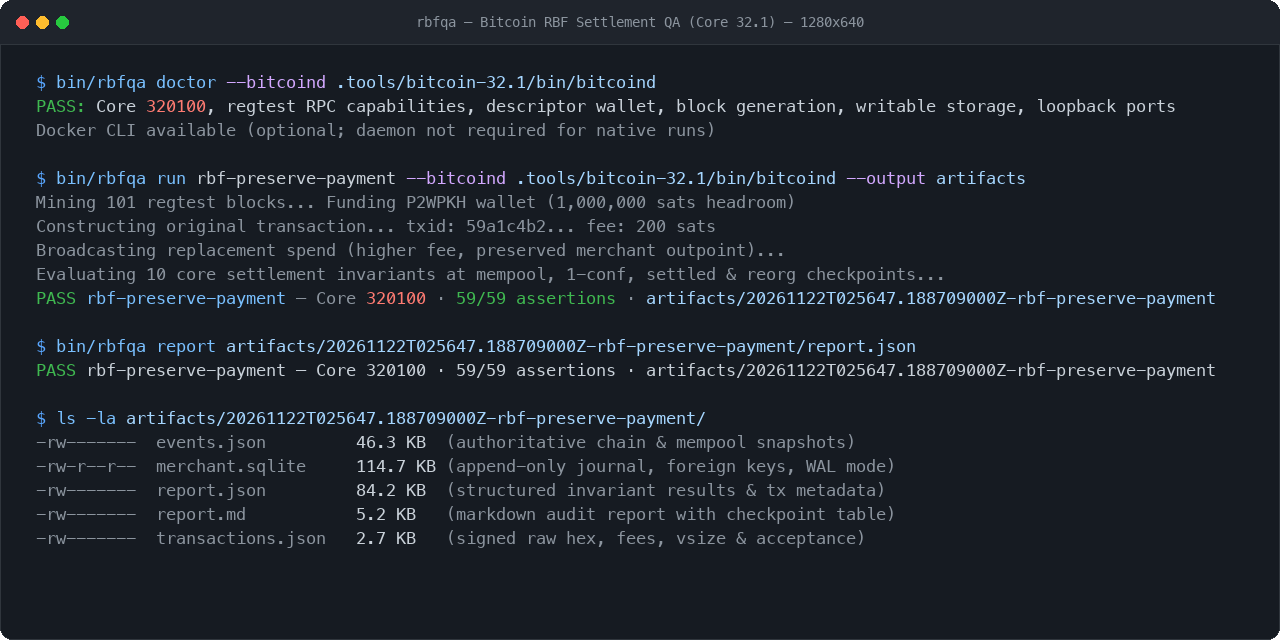 rbfqa — Bitcoin RBF Settlement QA (Core 32.1) — 1280x640
$ bin/rbfqa doctor --bitcoind .tools/bitcoin-32.1/bin/bitcoind
PASS: Core 320100, regtest RPC capabilities, descriptor wallet, block generation, writable storage, loopback ports
Docker CLI available (optional; daemon not required for native runs)
$ bin/rbfqa run rbf-preserve-payment --bitcoind .tools/bitcoin-32.1/bin/bitcoind --output artifacts
Mining 101 regtest blocks... Funding P2WPKH wallet (1,000,000 sats headroom)
Constructing original transaction... txid: 59a1c4b2... fee: 200 sats
Broadcasting replacement spend (higher fee, preserved merchant outpoint)...
Evaluating 10 core settlement invariants at mempool, 1-conf, settled & reorg checkpoints...
PASS rbf-preserve-payment — Core 320100 · 59/59 assertions · artifacts/20261122T025647.188709000Z-rbf-preserve-payment
$ bin/rbfqa report artifacts/20261122T025647.188709000Z-rbf-preserve-payment/report.json
PASS rbf-preserve-payment — Core 320100 · 59/59 assertions · artifacts/20261122T025647.188709000Z-rbf-preserve-payment
$ ls -la artifacts/20261122T025647.188709000Z-rbf-preserve-payment/
-rw------- events.json 46.3 KB (authoritative chain & mempool snapshots)
-rw-r--r-- merchant.sqlite 114.7 KB (append-only journal, foreign keys, WAL mode)
-rw------- report.json 84.2 KB (structured invariant results & tx metadata)
-rw------- report.md 5.2 KB (markdown audit report with checkpoint table)
-rw------- transactions.json 2.7 KB (signed raw hex, fees, vsize & acceptance)